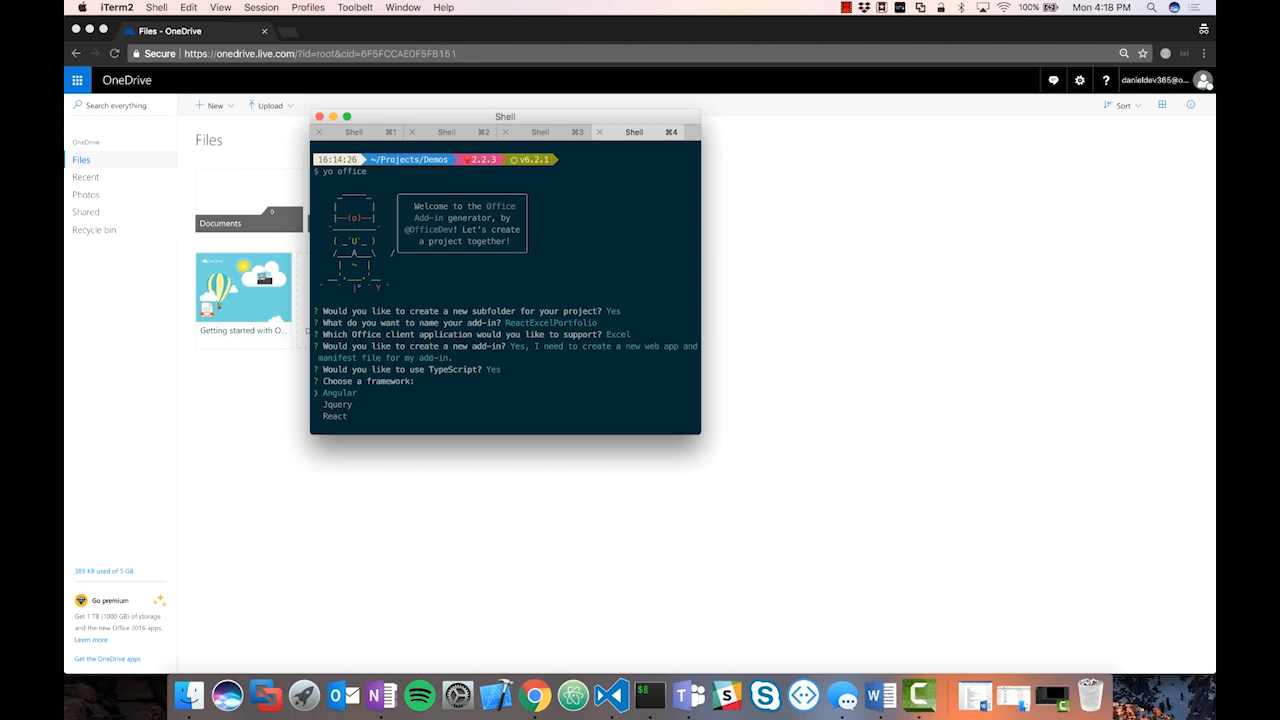 iTerm2 Shell Edit View Session Profiles Toolbelt Window Help
100% Mon 4:18 PM
Files - OneDrive
Secure https://onedrive.live.com/?id=root&cid=6F5FCCAE0F5FB151
OneDrive
danieldev365@o...
Search everything
New Upload
Sort
OneDrive
Files
Recent
Photos
Shared
Recycle bin
Files
0
Documents
Getting started with O...
Shell
Shell ⌘1 Shell ⌘2 Shell ⌘3 Shell ⌘4
16:14:26 ~/Projects/Demos 2.2.3 v6.2.1
$ yo office
Welcome to the Office
Add-in generator, by
@OfficeDev! Let's create
a project together!
? Would you like to create a new subfolder for your project? Yes
? What do you want to name your add-in? ReactExcelPortfolio
? Which Office client application would you like to support? Excel
? Would you like to create a new add-in? Yes, I need to create a new web app and
manifest file for my add-in.
? Would you like to use TypeScript? Yes
? Choose a framework:
❯ Angular
Jquery
React
389 KB used of 5 GB
Go premium
Get 1 TB (1000 GB) of storage
and the new Office 2016 apps.
Learn more
Get the OneDrive apps